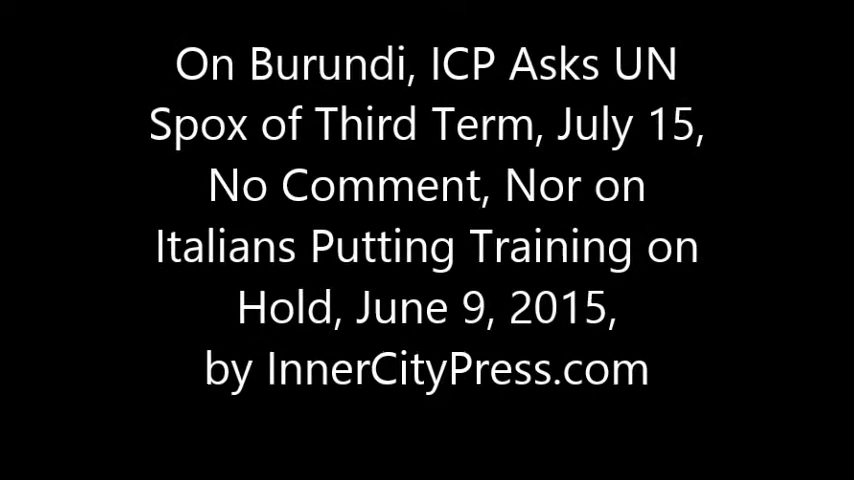 On Burundi, ICP Asks UN
Spox of Third Term, July 15,
No Comment, Nor on
Italians Putting Training on
Hold, June 9, 2015,
by InnerCityPress.com